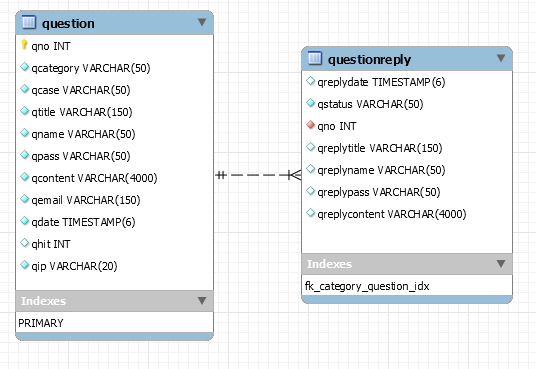 question
qno INT
qcategory VARCHAR(50)
qcase VARCHAR(50)
qtitle VARCHAR(150)
qname VARCHAR(50)
qpass VARCHAR(50)
qcontent VARCHAR(4000)
qemail VARCHAR(150)
qdate TIMESTAMP(6)
qhit INT
qip VARCHAR(20)
Indexes
PRIMARY
questionreply
qreplydate TIMESTAMP(6)
qstatus VARCHAR(50)
qno INT
qreplytitle VARCHAR(150)
qreplyname VARCHAR(50)
qreplypass VARCHAR(50)
qreplycontent VARCHAR(4000)
Indexes
fk_category_question_idx